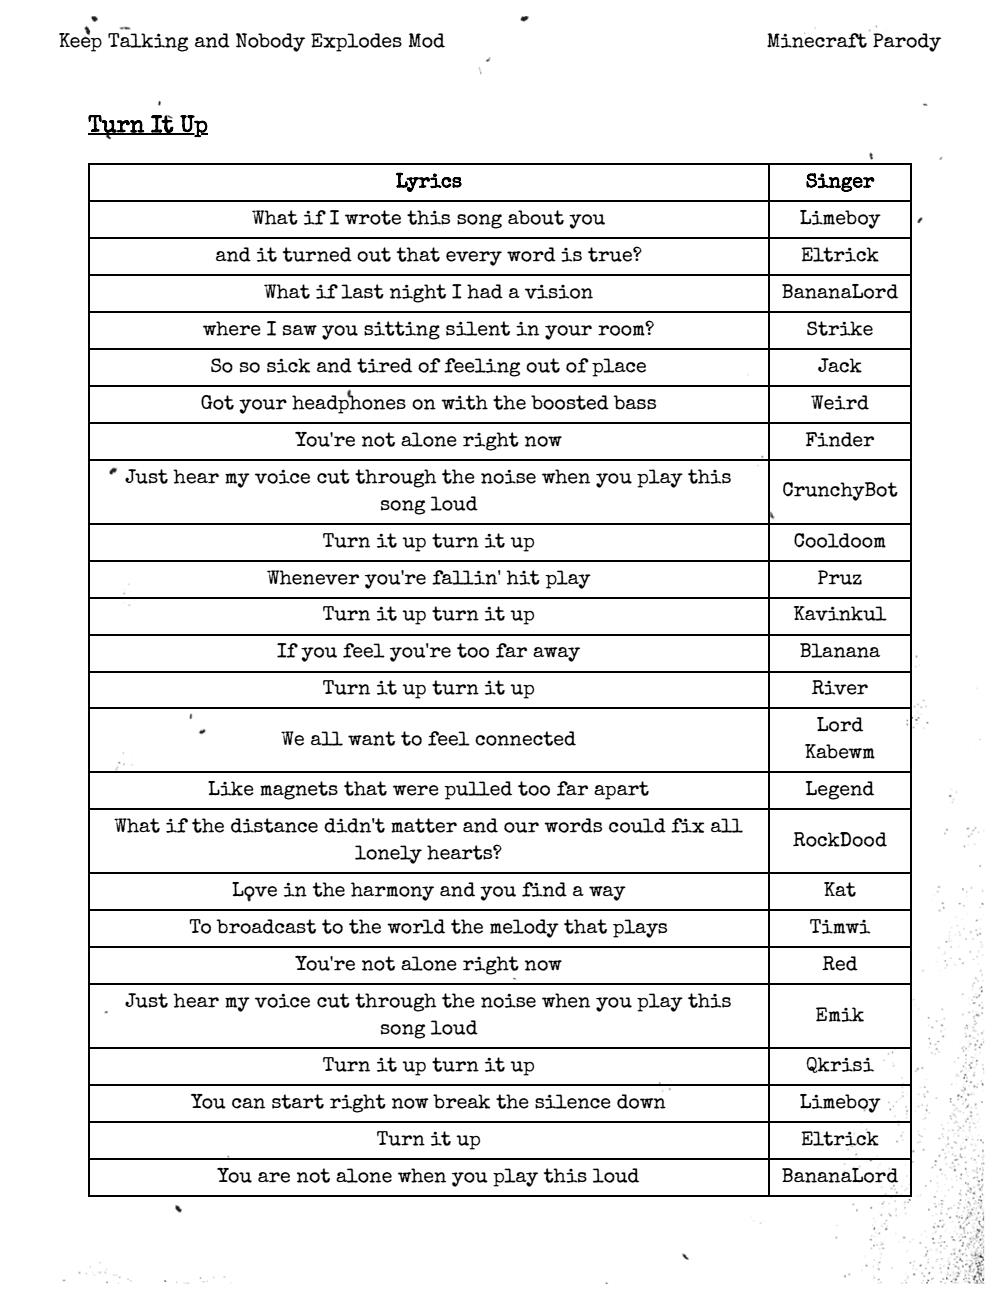 Keep Talking and Nobody Explodes Mod Minecraft Parody
Turn It Up
Lyrics Singer
What if I wrote this song about you Limeboy
and it turned out that every word is true? Eltrick
What if last night I had a vision BananaLord
where I saw you sitting silent in your room? Strike
So so sick and tired of feeling out of place Jack
Got your headphones on with the boosted bass Weird
You're not alone right now Finder
Just hear my voice cut through the noise when you play this
song loud CrunchyBot
Turn it up turn it up Cooldoom
Whenever you're fallin' hit play Pruz
Turn it up turn it up Kavinkul
If you feel you're too far away Blanana
Turn it up turn it up River
We all want to feel connected Lord
Kabewm
Like magnets that were pulled too far apart Legend
What if the distance didn't matter and our words could fix all
lonely hearts? RockDood
Love in the harmony and you find a way Kat
To broadcast to the world the melody that plays Timwi
You're not alone right now Red
Just hear my voice cut through the noise when you play this
song loud Emik
Turn it up turn it up Qkrisi
You can start right now break the silence down Limeboy
Turn it up Eltrick
You are not alone when you play this loud BananaLord